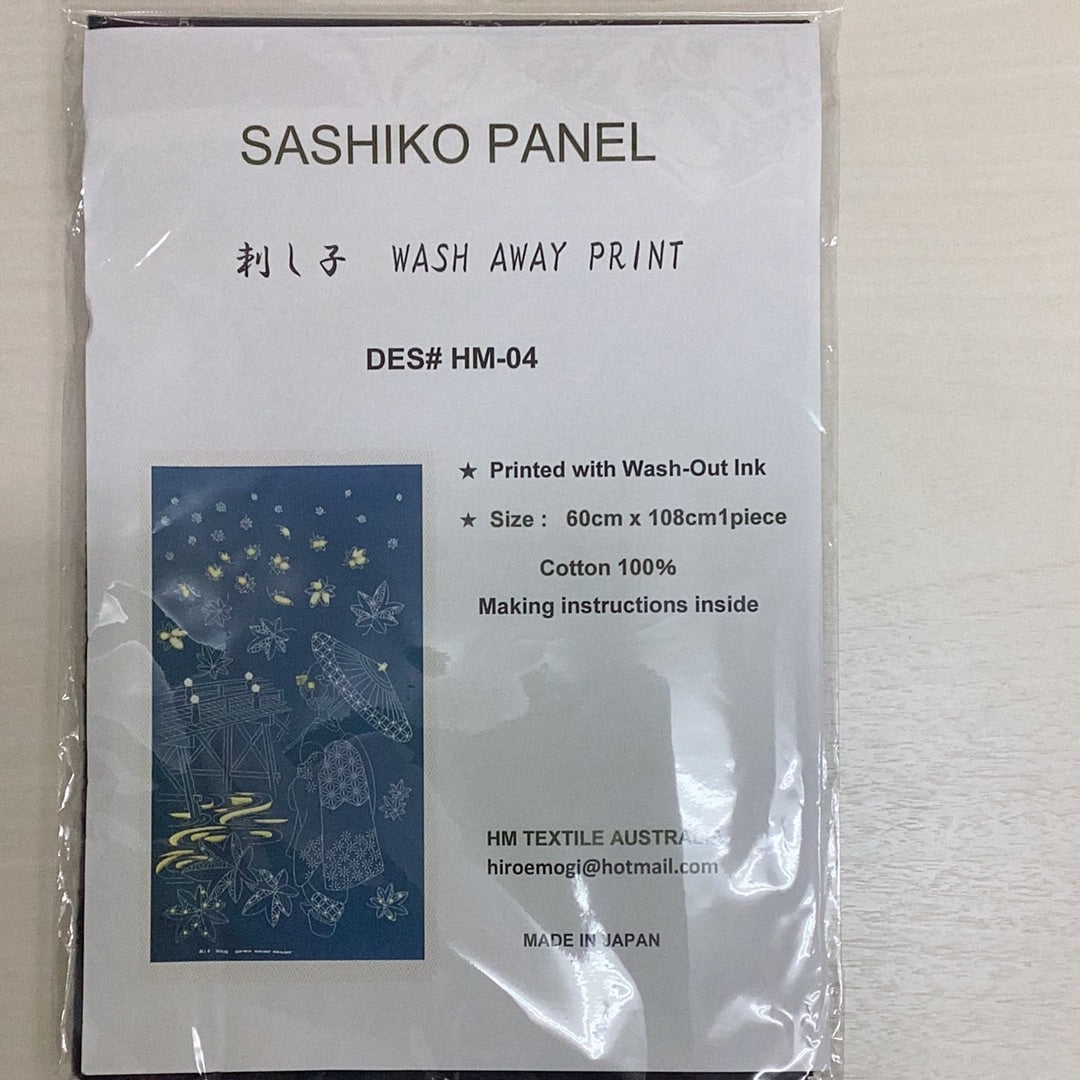 SASHIKO PANEL
刺し子 WASH AWAY PRINT
DES# HM-04
★ Printed with Wash-Out Ink
★ Size : 60cm x 108cm1piece
Cotton 100%
Making instructions inside
HM TEXTILE AUSTRALIA
hiroemogi@hotmail.com
MADE IN JAPAN